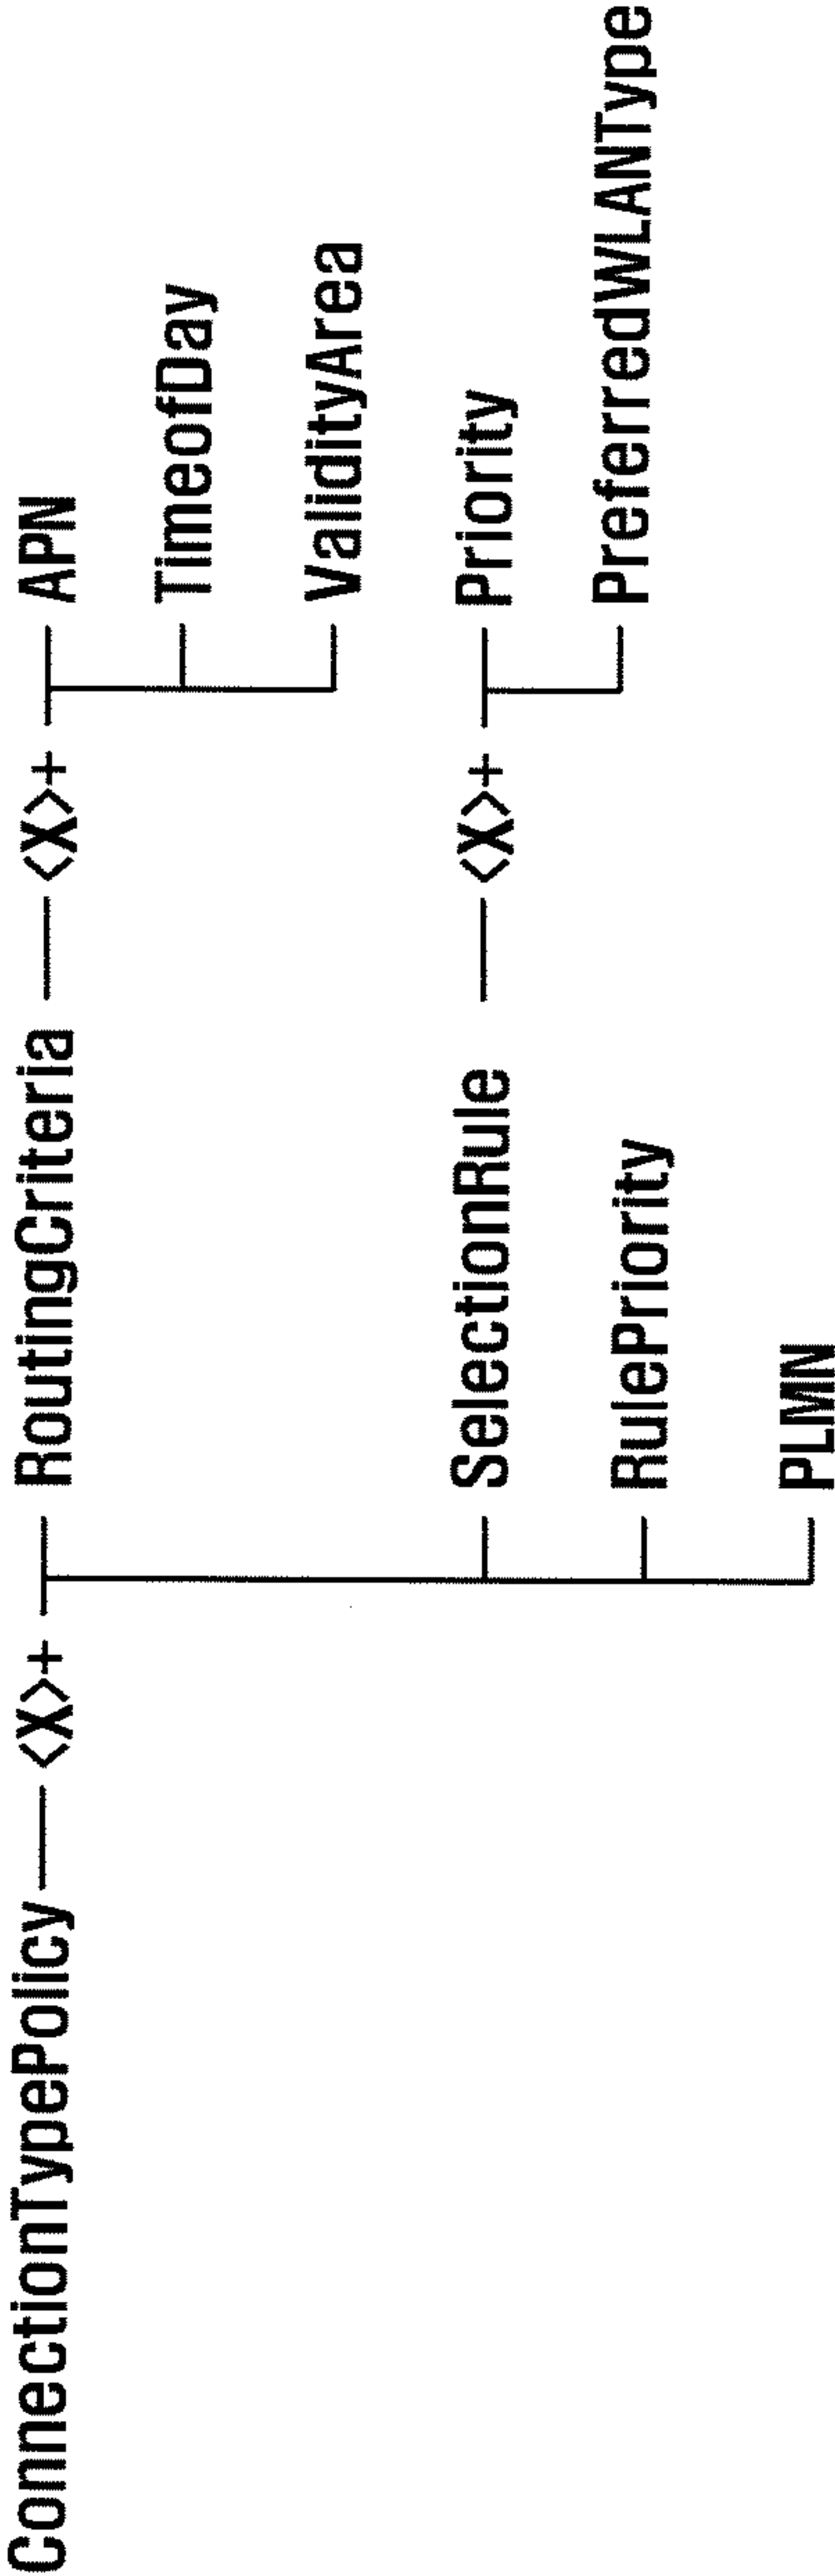 ConnectionTypePolicy <X>+ RoutingCriteria <X>+ APN
TimeofDay
ValidityArea
SelectionRule <X>+ Priority
PreferredWLANType
RulePriority
PLMN